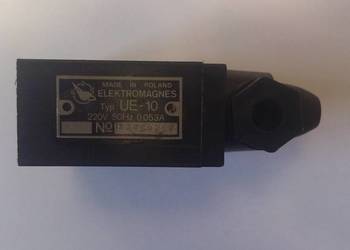 MADE IN POLAND
ELEKTROMAGNES
Typ UE-10
220V 50Hz 0.053A
No